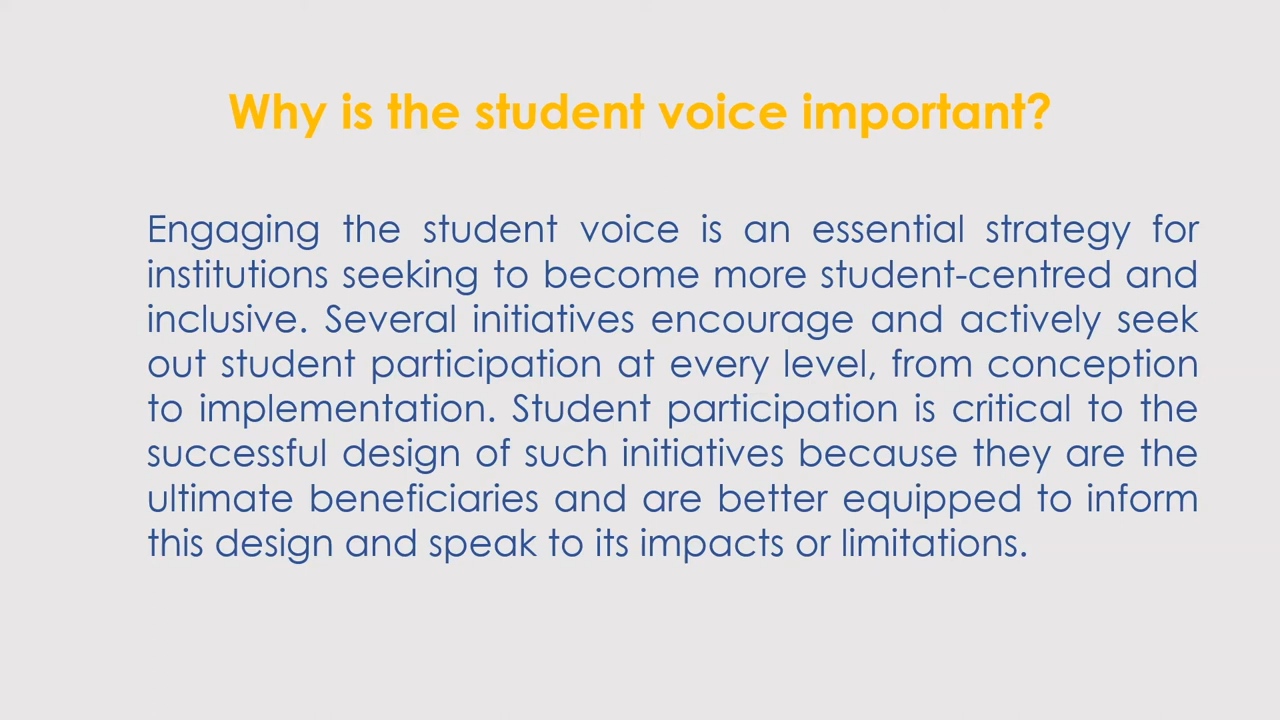 Why is the student voice important?
Engaging the student voice is an essential strategy for
institutions seeking to become more student-centred and
inclusive. Several initiatives encourage and actively seek
out student participation at every level, from conception
to implementation. Student participation is critical to the
successful design of such initiatives because they are the
ultimate beneficiaries and are better equipped to inform
this design and speak to its impacts or limitations.